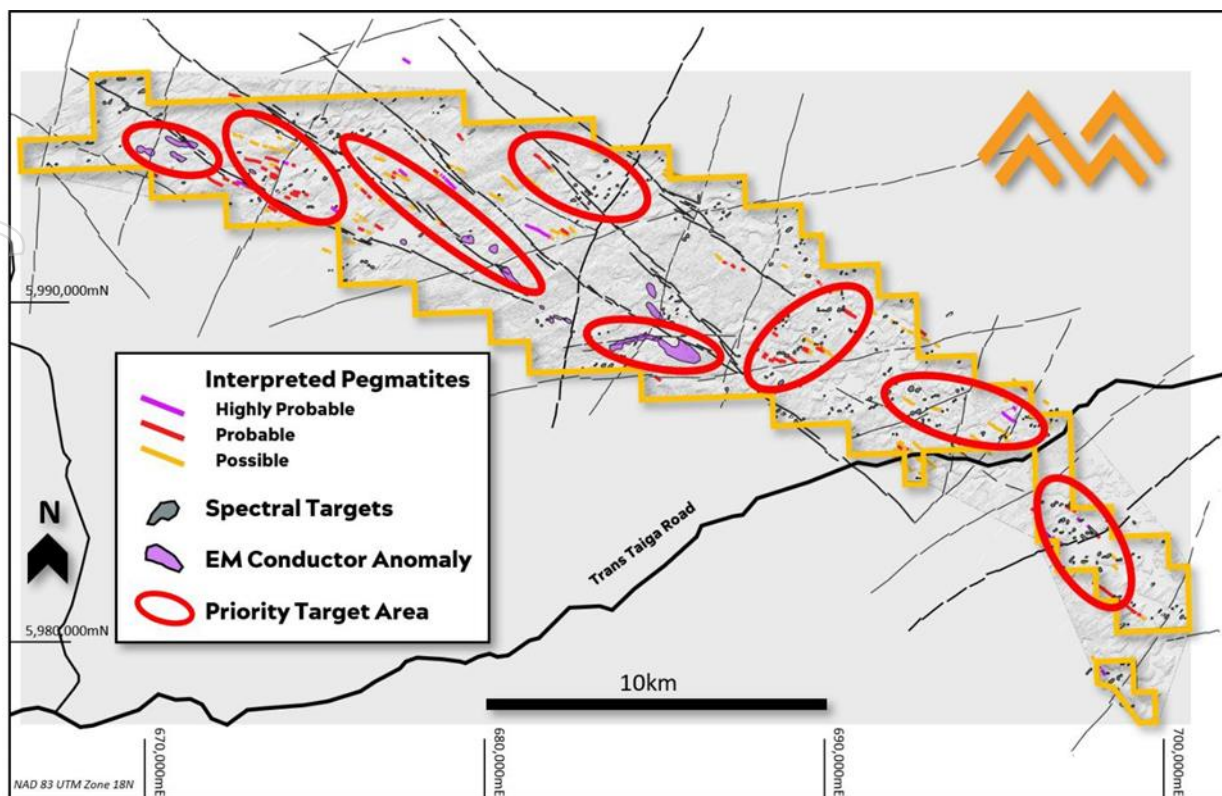 5,990,000mN
Interpreted Pegmatites
Highly Probable
Probable
Possible
Spectral Targets
EM Conductor Anomaly
Priority Target Area
N
Trans Taiga Road
5,980,000mN
10km
670,000mE
680,000mE
690,000mE
700,000mE
NAD 83 UTM Zone 18N